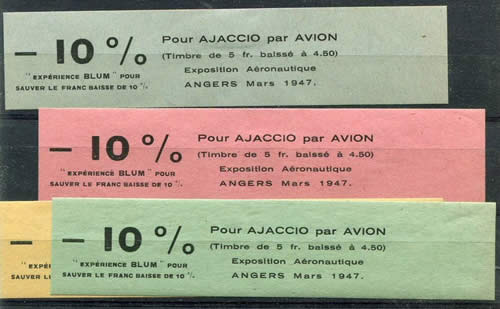 — 10 %
"EXPÉRIENCE BLUM" POUR
SAUVER LE FRANC BAISSE DE 10 %
Pour AJACCIO par AVION
(Timbre de 5 fr. baissé à 4.50)
Exposition Aéronautique
ANGERS Mars 1947.
— 10 %
"EXPÉRIENCE BLUM" POUR
SAUVER LE FRANC BAISSE DE 10 %
Pour AJACCIO par AVION
(Timbre de 5 fr. baissé à 4.50)
Exposition Aéronautique
ANGERS Mars 1947.
—
"EX
SAUVER
— 10 %
"EXPÉRIENCE BLUM" POUR
SAUVER LE FRANC BAISSE DE 10 %
Pour AJACCIO par AVION
(Timbre de 5 fr. baissé à 4.50)
Exposition Aéronautique
ANGERS Mars 1947.